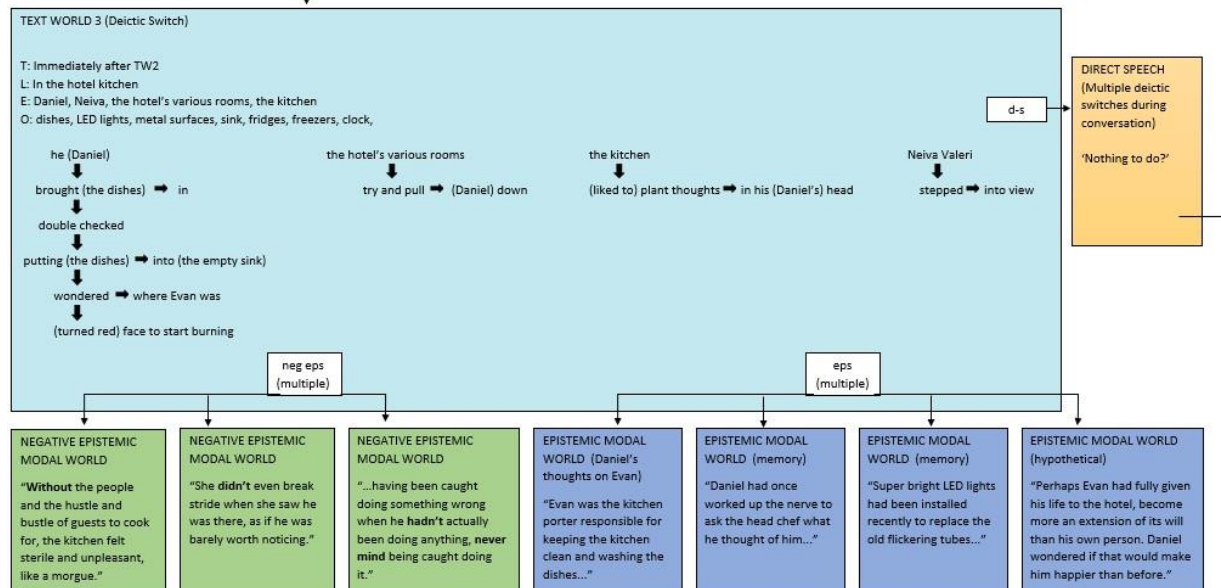 TEXT WORLD 3 (Deictic Switch)
T: Immediately after TW2
L: In the hotel kitchen
E: Daniel, Neiva, the hotel's various rooms, the kitchen
O: dishes, LED lights, metal surfaces, sink, fridges, freezers, clock,
d-s
DIRECT SPEECH
(Multiple deictic
switches during
conversation)
'Nothing to do?'
he (Daniel)
brought (the dishes) ➡ in
double checked
putting (the dishes) ➡ into (the empty sink)
wondered ➡ where Evan was
(turned red) face to start burning
the hotel's various rooms
try and pull ➡ (Daniel) down
the kitchen
(liked to) plant thoughts ➡ in his (Daniel's) head
Neiva Valeri
stepped ➡ into view
neg eps
(multiple)
eps
(multiple)
NEGATIVE EPISTEMIC
MODAL WORLD
"Without the people
and the hustle and
bustle of guests to cook
for, the kitchen felt
sterile and unpleasant,
like a morgue."
NEGATIVE EPISTEMIC
MODAL WORLD
"She didn't even break
stride when she saw he
was there, as if he was
barely worth noticing."
NEGATIVE EPISTEMIC
MODAL WORLD
"...having been caught
doing something wrong
when he hadn't actually
been doing anything, never
mind being caught doing
it."
EPISTEMIC MODAL
WORLD (Daniel's
thoughts on Evan)
"Evan was the kitchen
porter responsible for
keeping the kitchen
clean and washing the
dishes..."
EPISTEMIC MODAL
WORLD (memory)
"Daniel had once
worked up the nerve to
ask the head chef what
he thought of him..."
EPISTEMIC MODAL
WORLD (memory)
"Super bright LED lights
had been installed
recently to replace the
old flickering tubes..."
EPISTEMIC MODAL WORLD
(hypothetical)
"Perhaps Evan had fully given
his life to the hotel, become
more an extension of its will
than his own person. Daniel
wondered if that would make
him happier than before."